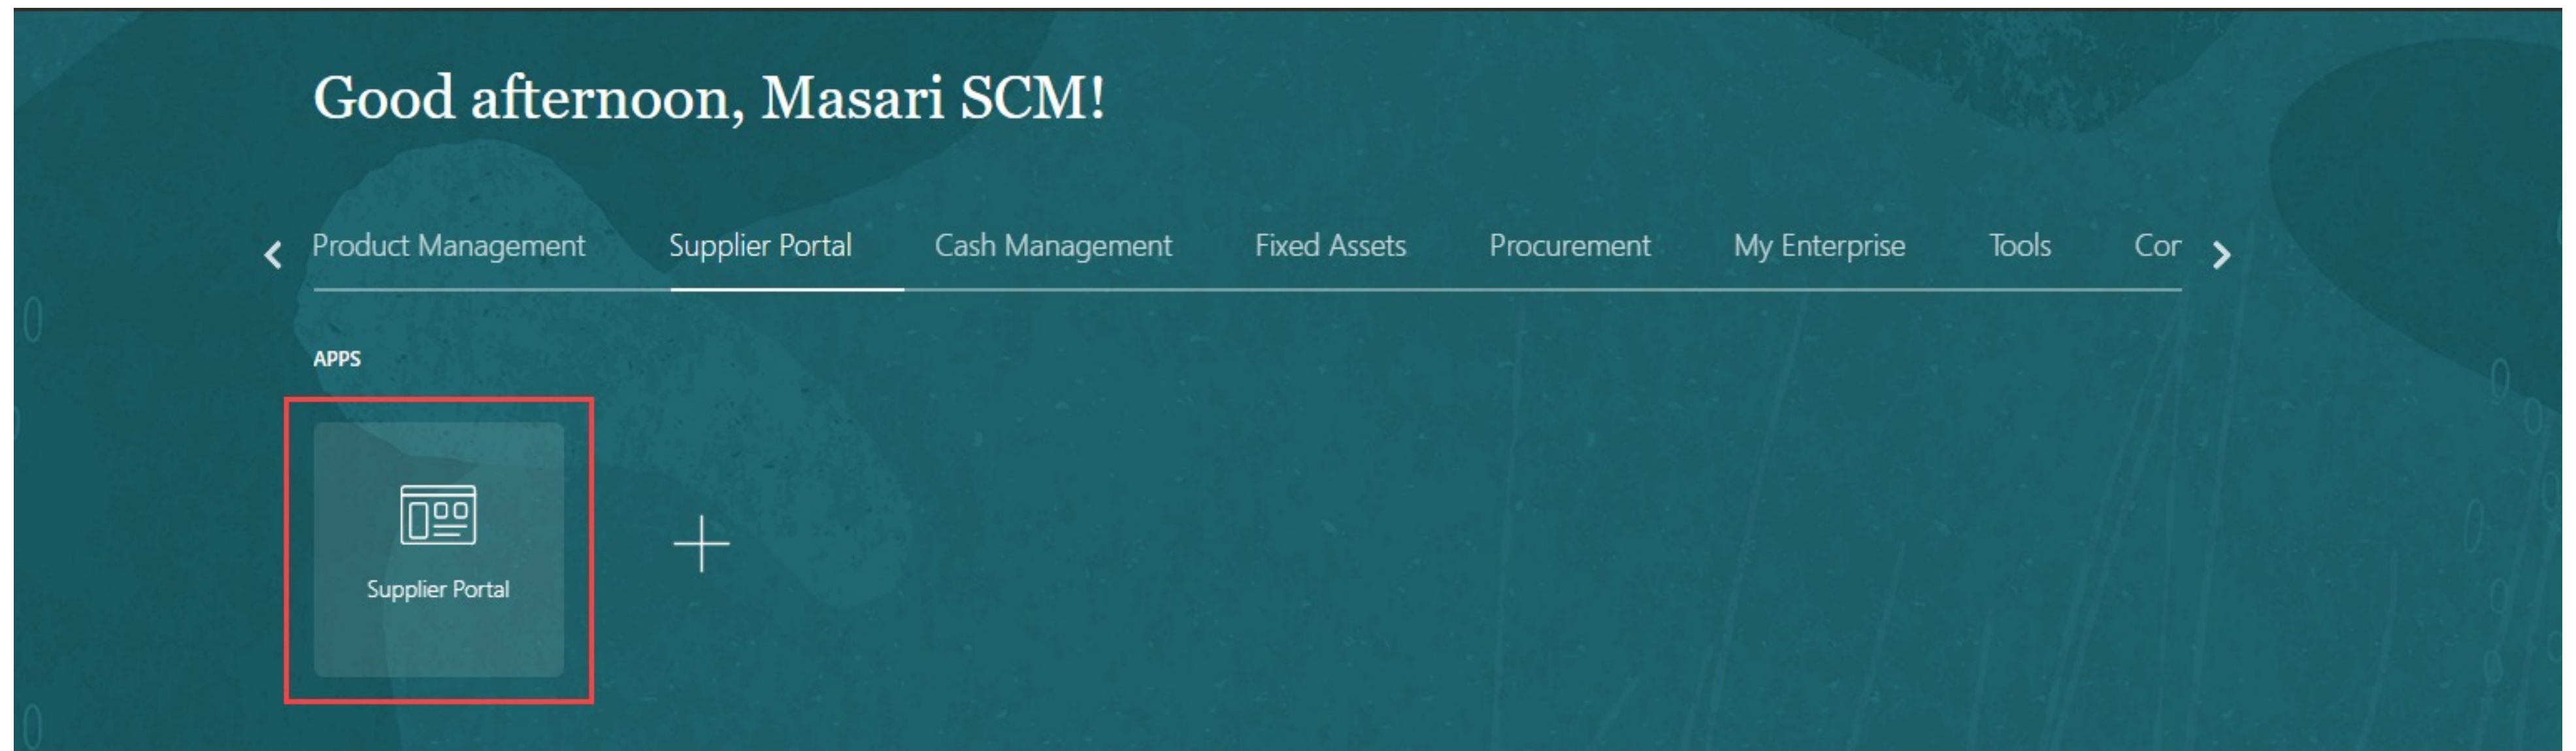 Good afternoon, Masari SCM!
Product Management Supplier Portal Cash Management Fixed Assets Procurement My Enterprise Tools Cor
APPS
Supplier Portal